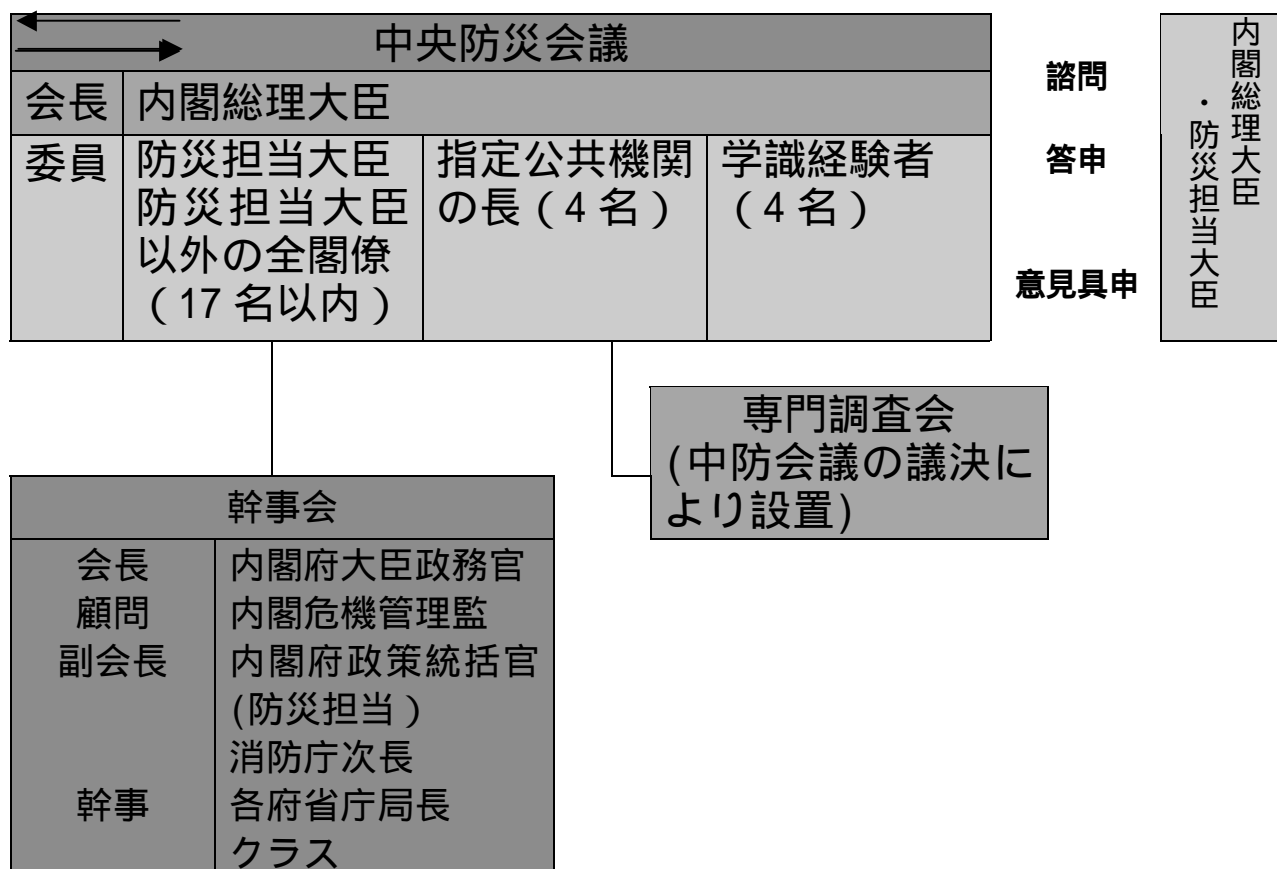 中央防災会議
会長 内閣総理大臣
委員
防災担当大臣
防災担当大臣
以外の全閣僚
（17 名以内）
指定公共機関
の長（4 名）
学識経験者
（4 名）
諮問
答申
意見具申
内閣総理大臣
・防災担当大臣
専門調査会
(中防会議の議決に
より設置)
幹事会
会長 内閣府大臣政務官
顧問 内閣危機管理監
副会長 内閣府政策統括官
(防災担当）
消防庁次長
幹事 各府省庁局長
クラス